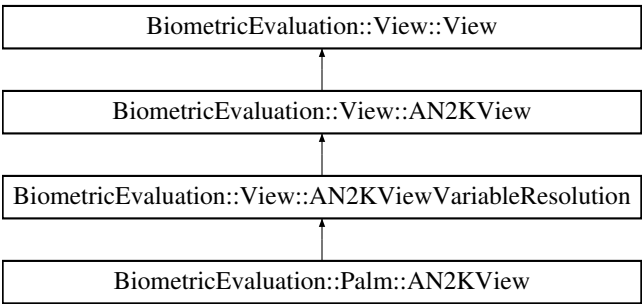 BiometricEvaluation::View::View
BiometricEvaluation::View::AN2KView
BiometricEvaluation::View::AN2KViewVariableResolution
BiometricEvaluation::Palm::AN2KView